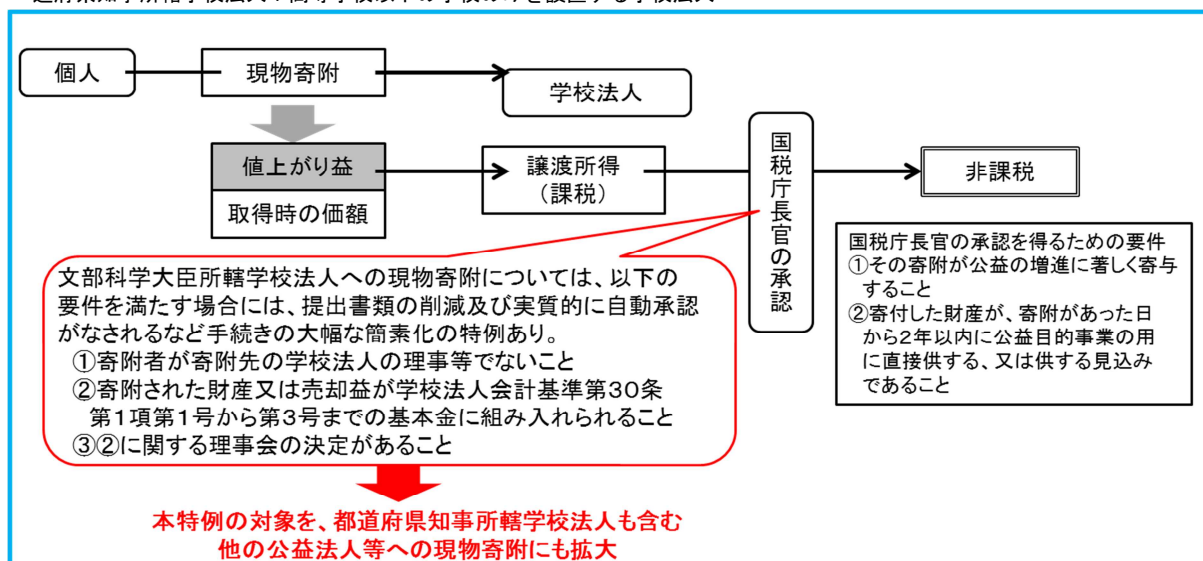 個人
現物寄附
学校法人
値上がり益
取得時の価額
譲渡所得
(課税)
国税庁長官の承認
非課税
文部科学大臣所轄学校法人への現物寄附については、以下の
要件を満たす場合には、提出書類の削減及び実質的に自動承認
がなされるなど手続きの大幅な簡素化の特例あり。
①寄附者が寄附先の学校法人の理事等でないこと
②寄附された財産又は売却益が学校法人会計基準第30条
第1項第1号から第3号までの基本金に組み入れられること
③②に関する理事会の決定があること
国税庁長官の承認を得るための要件
①その寄附が公益の増進に著しく寄与
すること
②寄付した財産が、寄附があった日
から2年以内に公益目的事業の用
に直接供する、又は供する見込み
であること
本特例の対象を、都道府県知事所轄学校法人も含む
他の公益法人等への現物寄附にも拡大